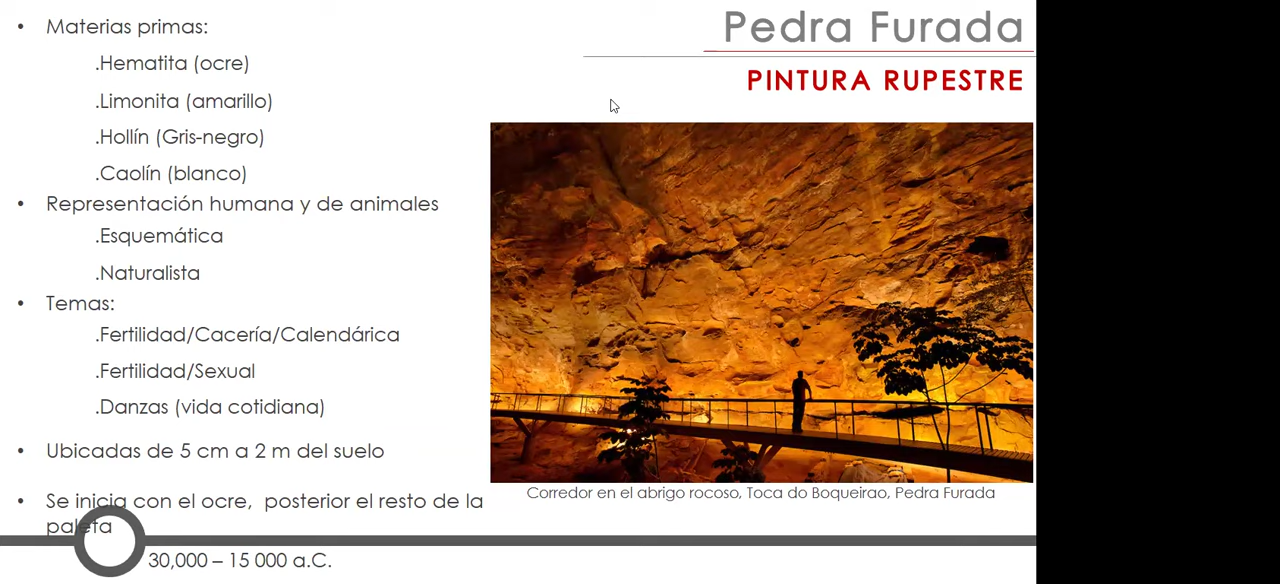 Pedra Furada
PINTURA RUPESTRE
• Materias primas:
.Hematita (ocre)
.Limonita (amarillo)
.Hollín (Gris-negro)
.Caolín (blanco)
• Representación humana y de animales
.Esquemática
.Naturalista
• Temas:
.Fertilidad/Cacería/Calendárica
.Fertilidad/Sexual
.Danzas (vida cotidiana)
• Ubicadas de 5 cm a 2 m del suelo
• Se inicia con el ocre, posterior el resto de la
paleta
Corredor en el abrigo rocoso, Toca do Boqueirao, Pedra Furada
30,000 – 15 000 a.C.